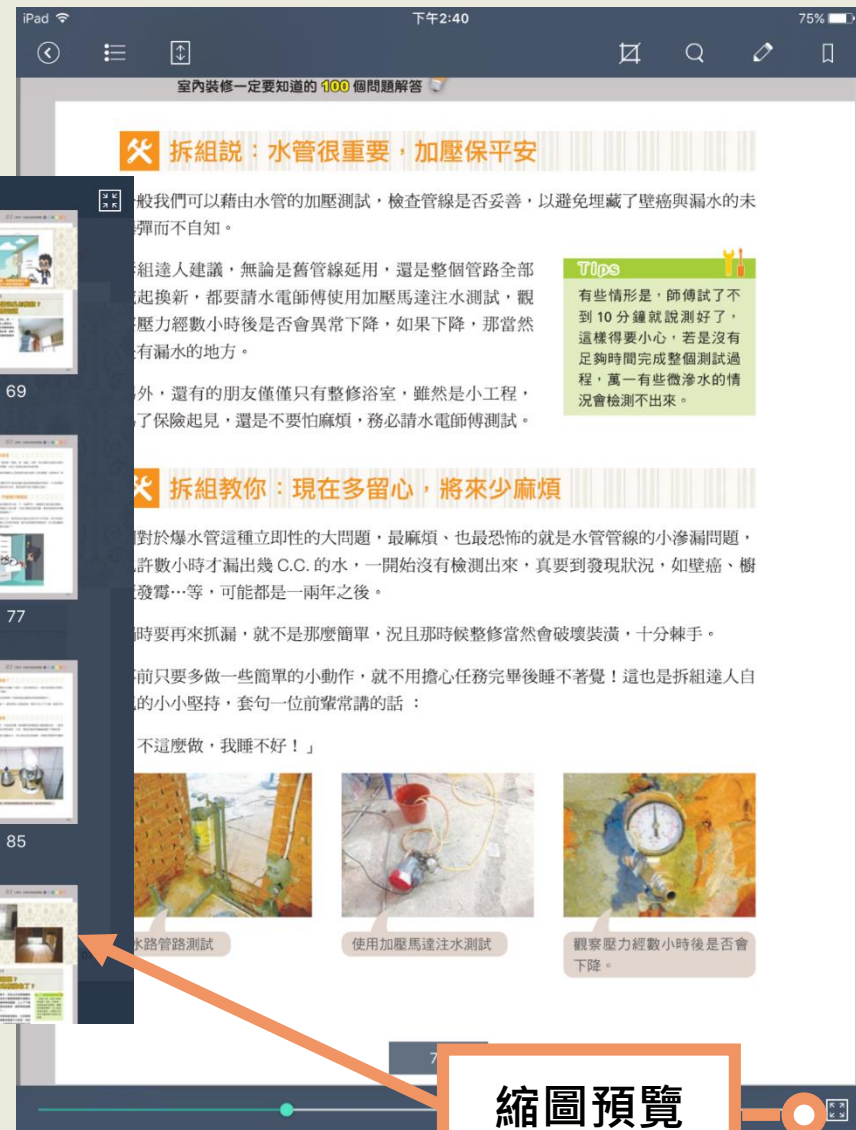 iPad 下午2:40 75%
室內裝修一定要知道的 100 個問題解答
拆組説：水管很重要，加壓保平安
般我們可以藉由水管的加壓測試，檢查管線是否妥善，以避免埋藏了壁癌與漏水的未
彈而不自知。
組達人建議，無論是舊管線延用，還是整個管路全部
起換新，都要請水電師傅使用加壓馬達注水測試，觀
壓力經數小時後是否會異常下降，如果下降，那當然
有漏水的地方。
外，還有的朋友僅僅只有整修浴室，雖然是小工程，
了保險起見，還是不要怕麻煩，務必請水電師傅測試。
Tips
有些情形是，師傅試了不
到 10 分鐘就說測好了，
這樣得要小心，若是沒有
足夠時間完成整個測試過
程，萬一有些微滲水的情
況會檢測不出來。
拆組教你：現在多留心，將來少麻煩
對於爆水管這種立即性的大問題，最麻煩、也最恐怖的就是水管管線的小滲漏問題，
許數小時才漏出幾 C.C. 的水，一開始沒有檢測出來，真要到發現狀況，如壁癌、櫥
發霉…等，可能都是一兩年之後。
時要再來抓漏，就不是那麼簡單，況且那時候整修當然會破壞裝潢，十分棘手。
前只要多做一些簡單的小動作，就不用擔心任務完畢後睡不著覺！這也是拆組達人自
的小小堅持，套句一位前輩常講的話：
不這麼做，我睡不好！」
水路管路測試
使用加壓馬達注水測試
觀察壓力經數小時後是否會
下降。
69
77
85
7
縮圖預覽